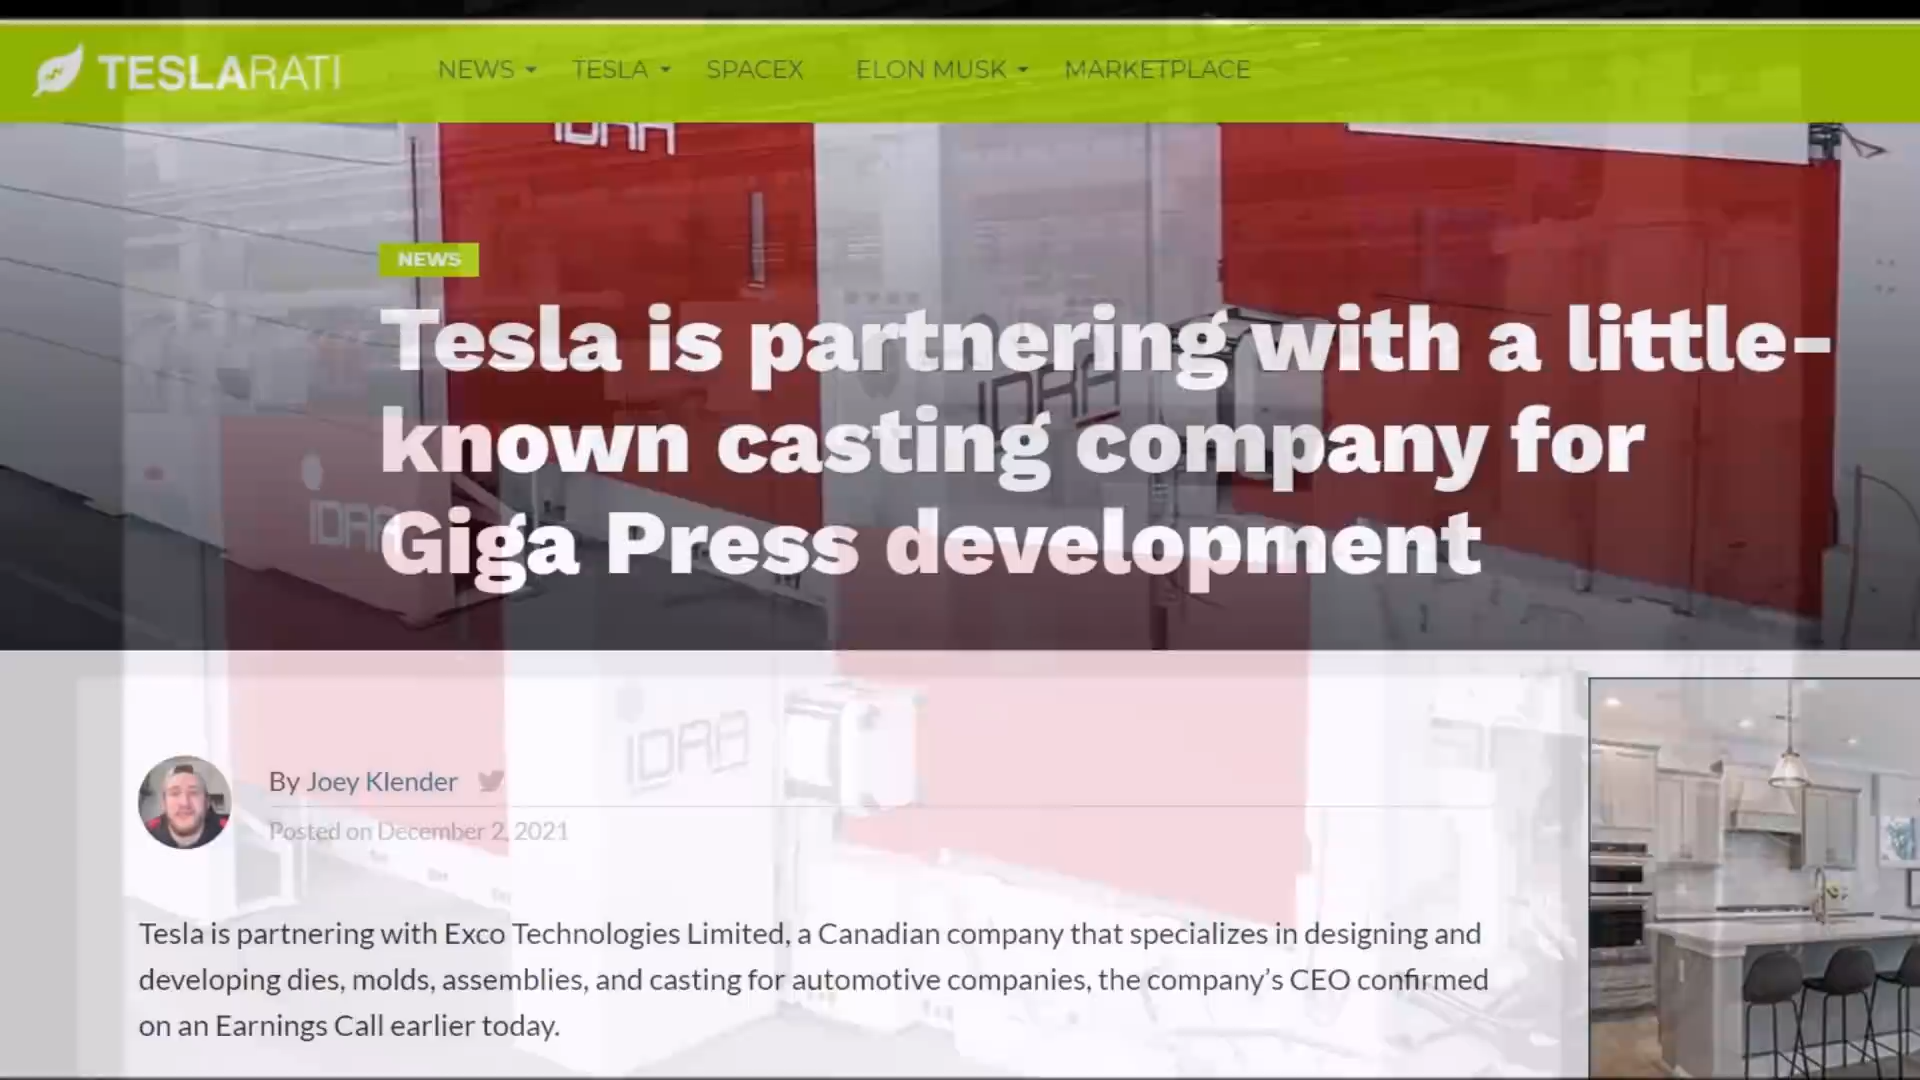 TESLARATI
NEWS
TESLA
SPACEX
ELON MUSK
MARKETPLACE
IDRA
NEWS
Tesla is partnering with a little-
known casting company for
Giga Press development
IDRA
IDRA
IDRA
By Joey Klender
Posted on December 2, 2021
Tesla is partnering with Exco Technologies Limited, a Canadian company that specializes in designing and
developing dies, molds, assemblies, and casting for automotive companies, the company’s CEO confirmed
on an Earnings Call earlier today.